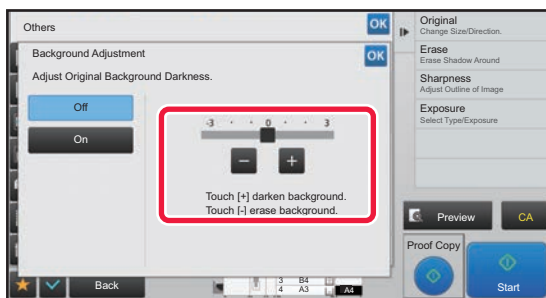 Others
OK
Background Adjustment
OK
Adjust Original Background Darkness.
Off
On
-3 · · 0 · · 3
− +
Touch [+] darken background.
Touch [-] erase background.
Back
3 B4
4 A3
A4
Original
Change Size/Direction.
Erase
Erase Shadow Around
Sharpness
Adjust Outline of Image
Exposure
Select Type/Exposure
Preview
CA
Proof Copy
Start